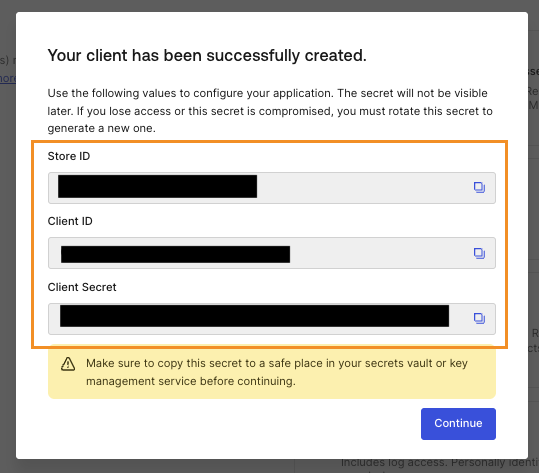 Your client has been successfully created.
Use the following values to configure your application. The secret will not be visible
later. If you lose access or this secret is compromised, you must rotate this secret to
generate a new one.
Store ID
Client ID
Client Secret
Make sure to copy this secret to a safe place in your secrets vault or key
management service before continuing.
Continue
includes log access. Personally identi